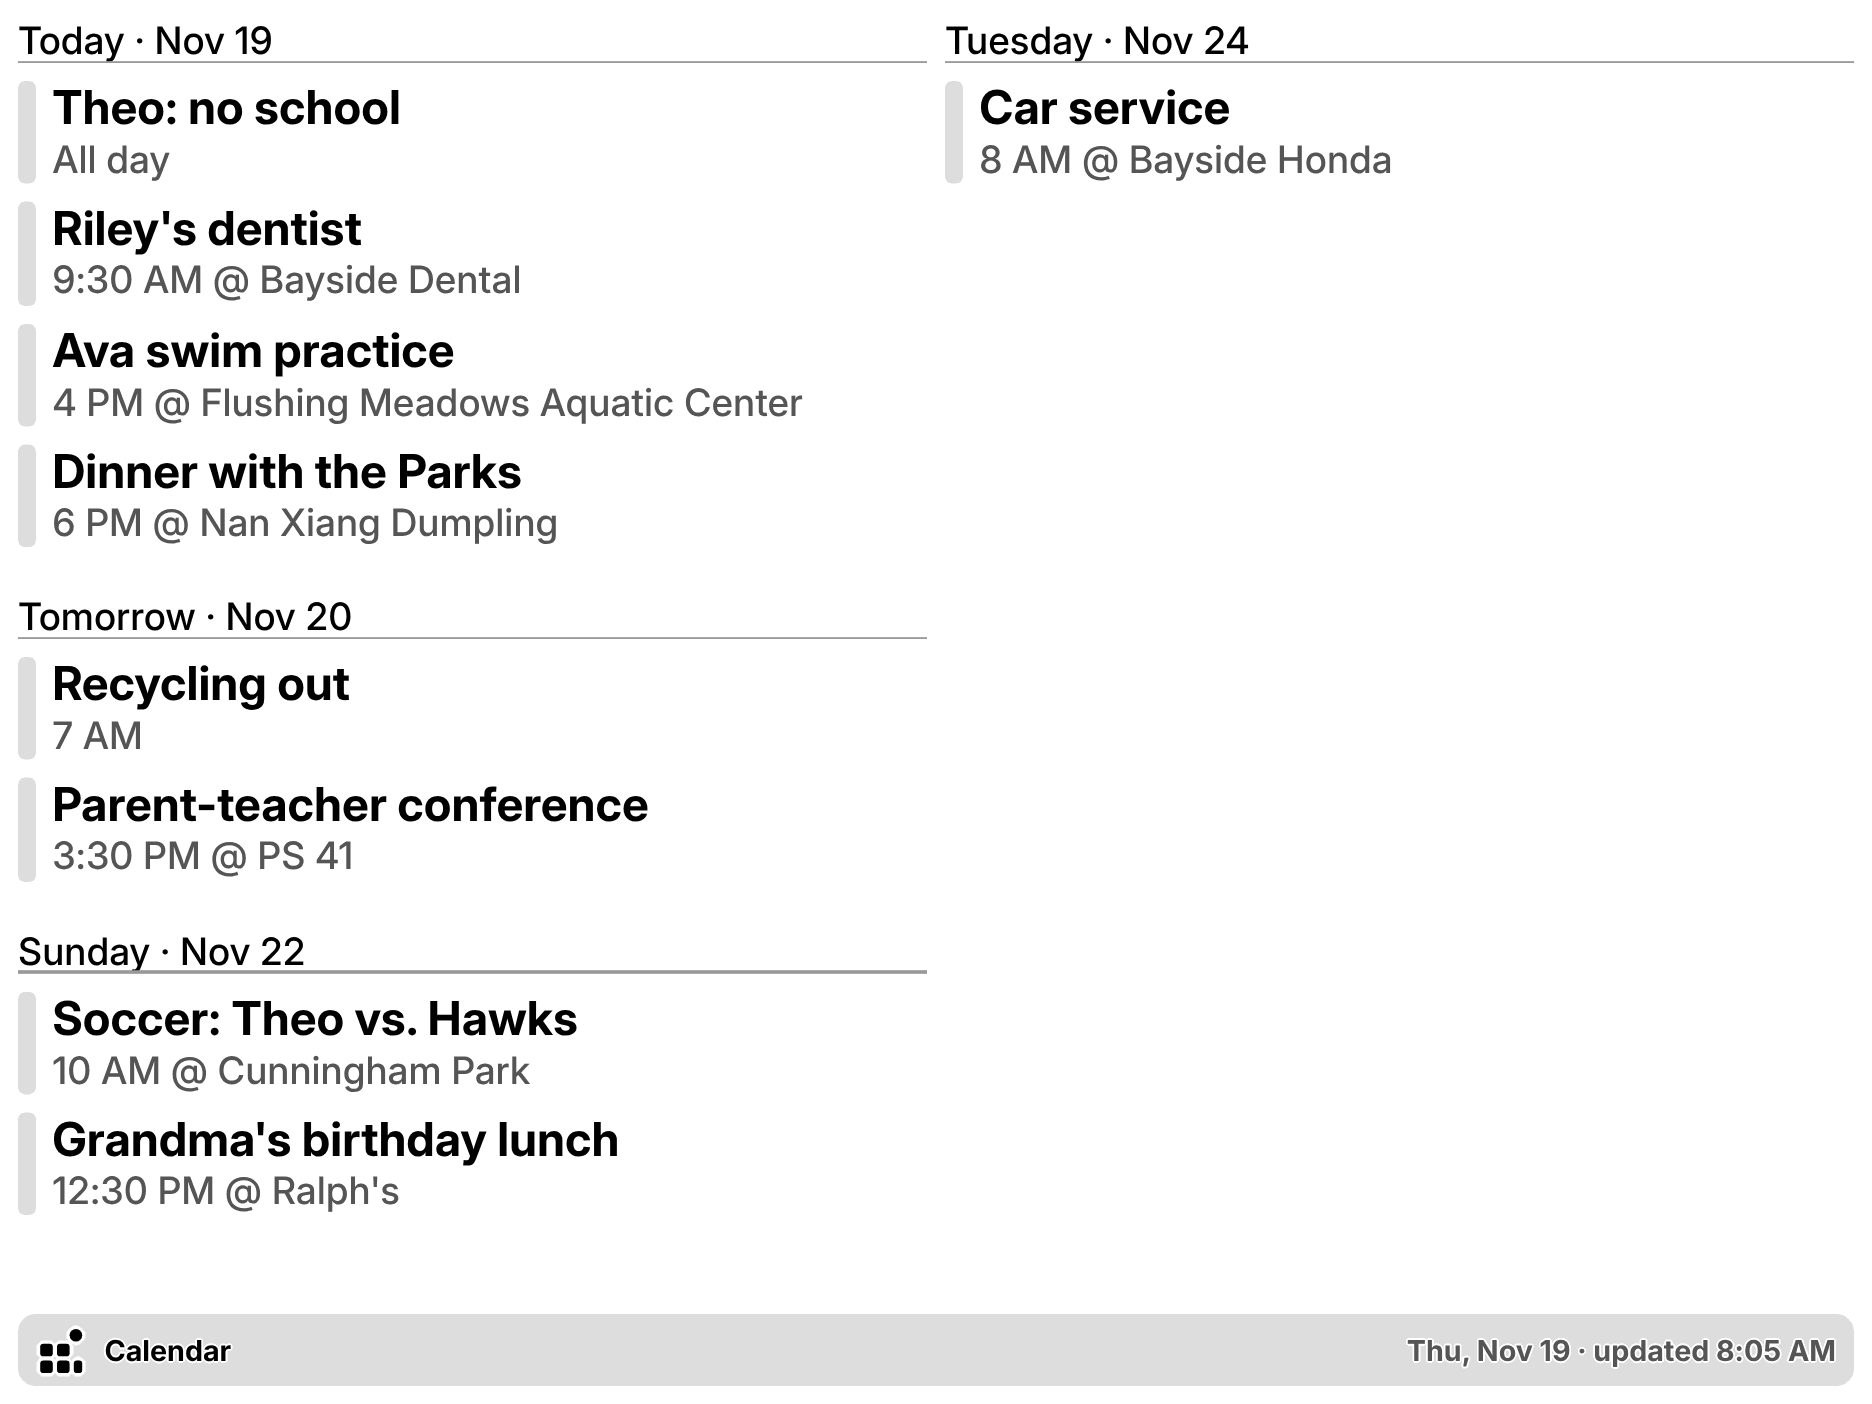 Today · Nov 19
Theo: no school
All day
Riley's dentist
9:30 AM @ Bayside Dental
Ava swim practice
4 PM @ Flushing Meadows Aquatic Center
Dinner with the Parks
6 PM @ Nan Xiang Dumpling
Tomorrow · Nov 20
Recycling out
7 AM
Parent-teacher conference
3:30 PM @ PS 41
Sunday · Nov 22
Soccer: Theo vs. Hawks
10 AM @ Cunningham Park
Grandma's birthday lunch
12:30 PM @ Ralph's
Tuesday · Nov 24
Car service
8 AM @ Bayside Honda
Calendar
Thu, Nov 19 · updated 8:05 AM